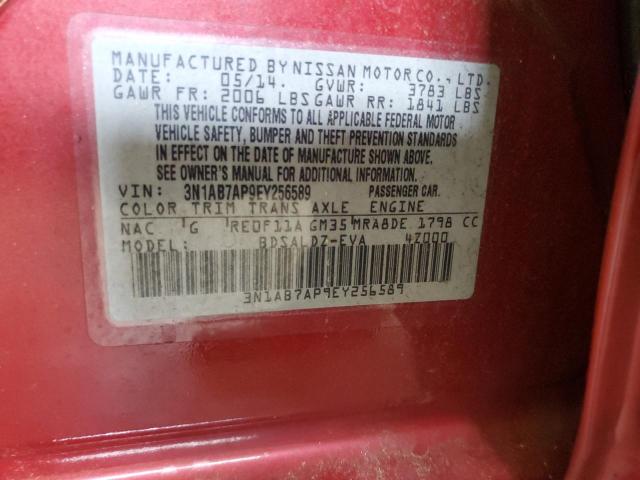 MANUFACTURED BY NISSAN MOTOR CO., LTD.
DATE: 05/14. GVWR: 3783 LBS
GAWR FR: 2006 LBS GAWR RR: 1841 LBS
THIS VEHICLE CONFORMS TO ALL APPLICABLE FEDERAL MOTOR
VEHICLE SAFETY, BUMPER AND THEFT PREVENTION STANDARDS
IN EFFECT ON THE DATE OF MANUFACTURE SHOWN ABOVE.
SEE OWNER'S MANUAL FOR ADDITIONAL INFORMATION.
VIN: 3N1AB7AP9EY256589 PASSENGER CAR.
COLOR TRIM TRANS AXLE ENGINE
NAC G RE0F11A GM35 MRA8DE 1798 CC
MODEL: BDSALDZ-EVA 4Z000
3N1AB7AP9EY256589